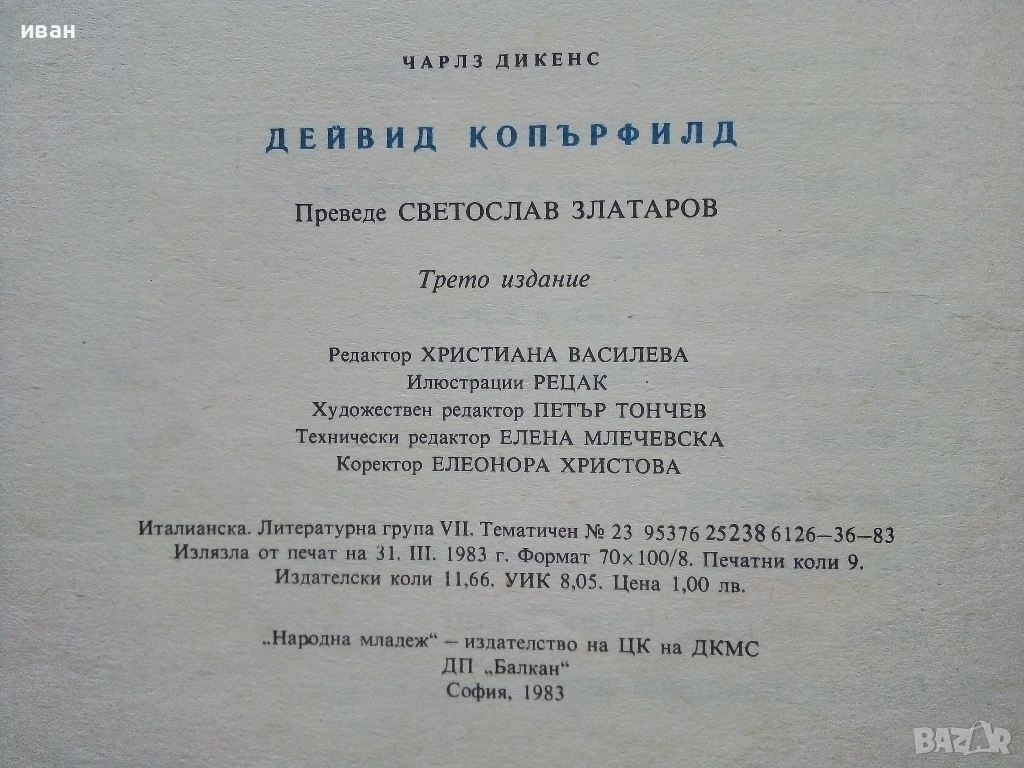 иван
ЧАРЛЗ ДИКЕНС
ДЕЙВИД КОПЪРФИЛД
Преведе СВЕТОСЛАВ ЗЛАТАРОВ
Трето издание
Редактор ХРИСТИАНА ВАСИЛЕВА
Илюстрации РЕЦАК
Художествен редактор ПЕТЪР ТОНЧЕВ
Технически редактор ЕЛЕНА МЛЕЧЕВСКА
Коректор ЕЛЕОНОРА ХРИСТОВА
Италианска. Литературна група VII. Тематичен № 23 95376 25238 6126—36—83
Излязла от печат на 31. III. 1983 г. Формат 70×100/8. Печатни коли 9.
Издателски коли 11,66. УИК 8,05. Цена 1,00 лв.
„Народна младеж“ — издателство на ЦК на ДКМС
ДП „Балкан“
София, 1983
BAZAR